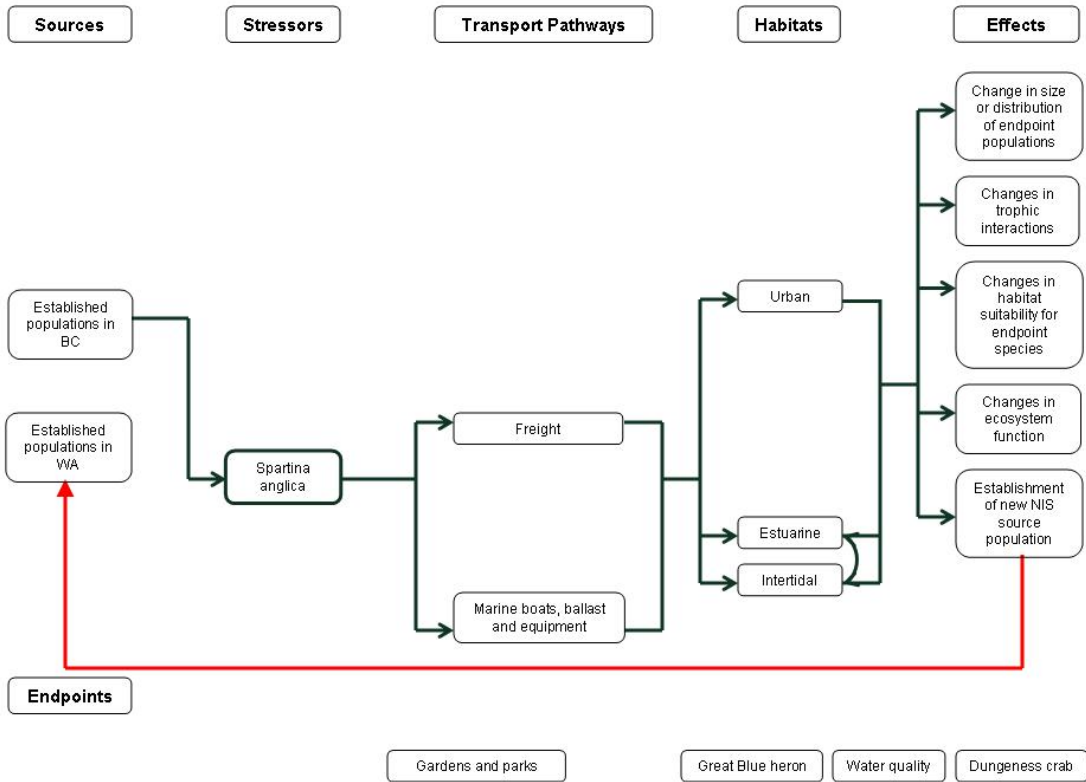 Sources
Stressors
Transport Pathways
Habitats
Effects
Change in size
or distribution
of endpoint
populations
Changes in
trophic
interactions
Established
populations in
BC
Urban
Changes in
habitat
suitability for
endpoint
species
Established
populations in
WA
Freight
Changes in
ecosystem
function
Spartina
anglica
Estuarine
Establishment
of new NIS
source
population
Intertidal
Marine boats, ballast
and equipment
Endpoints
Gardens and parks
Great Blue heron
Water quality
Dungeness crab